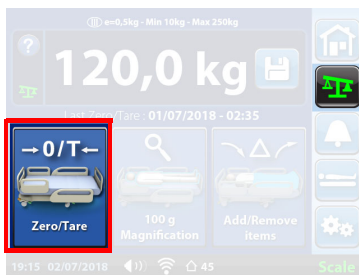 e=0,5kg - Min 10kg - Max 250kg
?
120,0 kg
Last Zero/Tare : 01/07/2018 - 02:35
→0/T←
Zero/Tare
100 g
Magnification
Add/Remove
items
19:15 02/07/2018 45 Scale